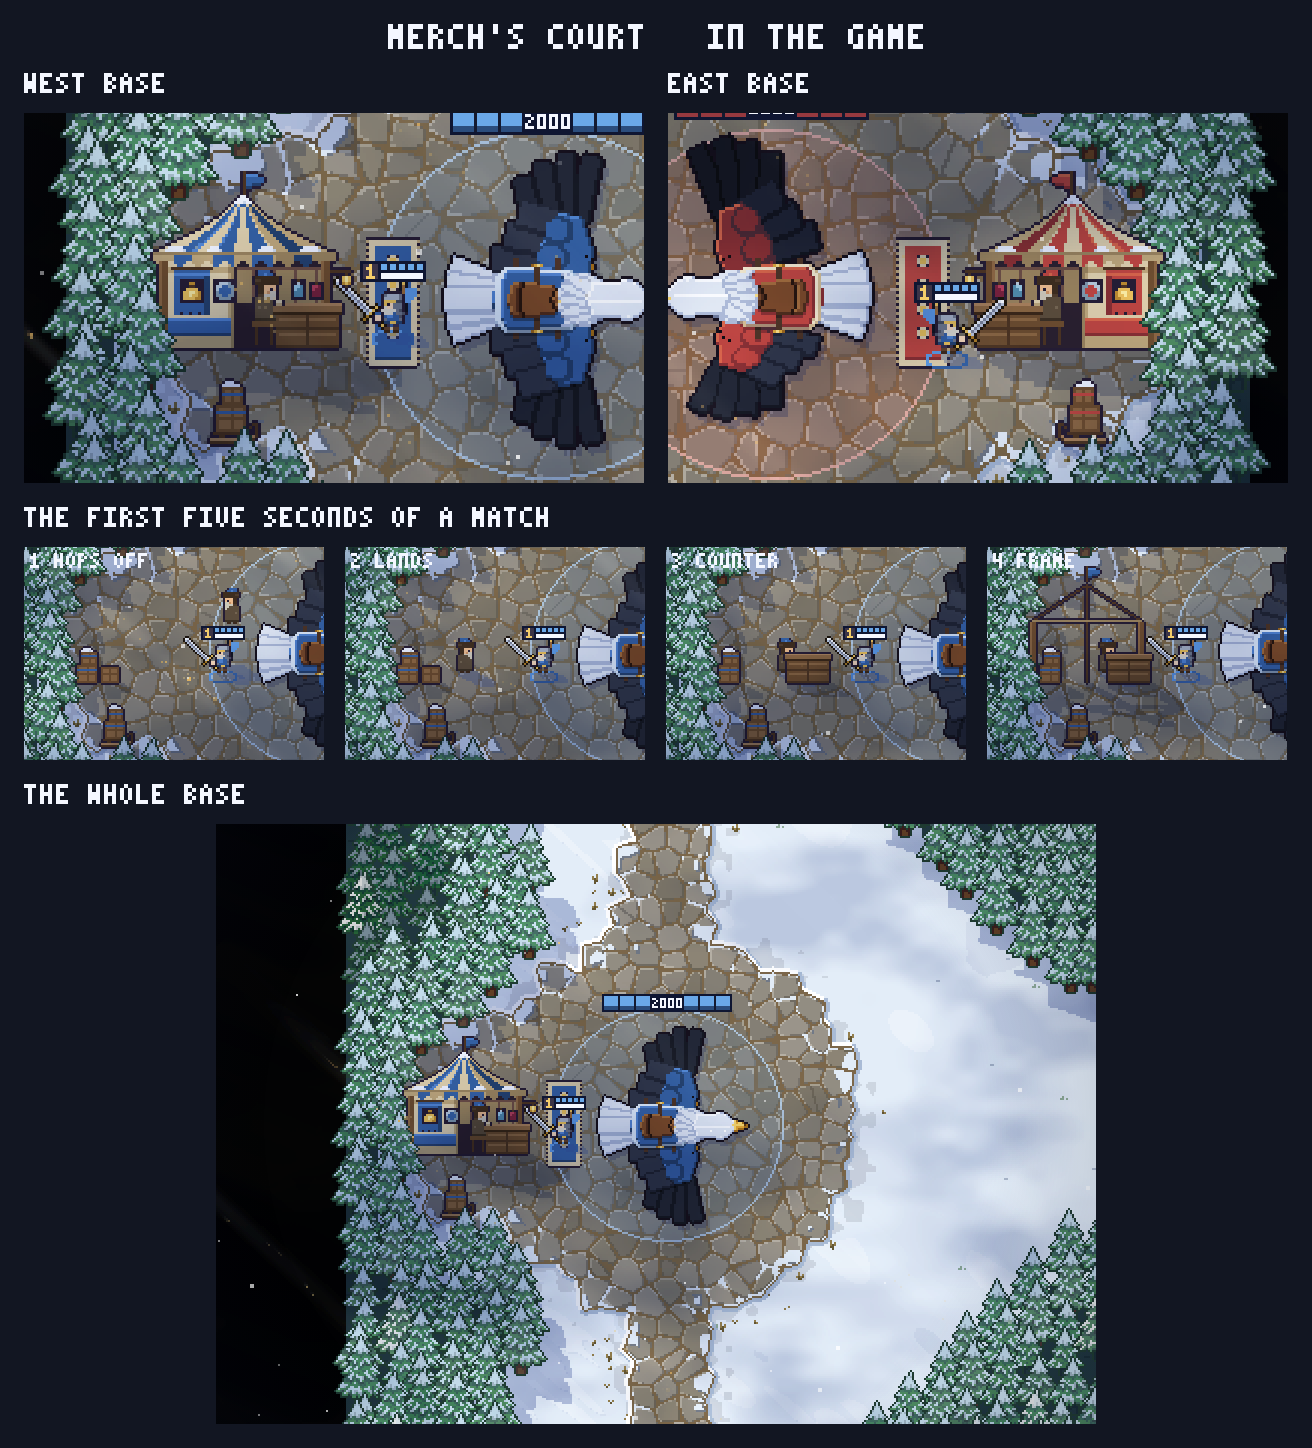 MERCH'S COURT IN THE GAME
WEST BASE
EAST BASE
2000
1
1
THE FIRST FIVE SECONDS OF A MATCH
1 HOPS OFF
2 LANDS
3 COUNTER
4 FRAME
1
1
1
1
THE WHOLE BASE
2000
1